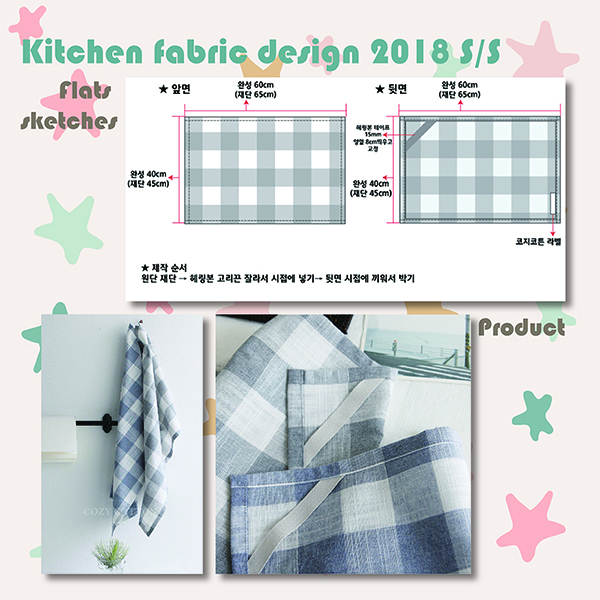 Kitchen fabric design 2018 S/S
Flats
sketches
★ 앞면
완성 60cm
(재단 65cm)
완성 40cm
(재단 45cm)
★ 뒷면
완성 60cm
(재단 65cm)
헤링본 테이프
15mm
양옆 8cm띄우고
고정
완성 40cm
(재단 45cm)
코지코튼 라벨
★ 제작 순서
원단 재단 → 헤링본 고리끈 잘라서 시점에 넣기→ 뒷면 시점에 끼워서 박기
Product